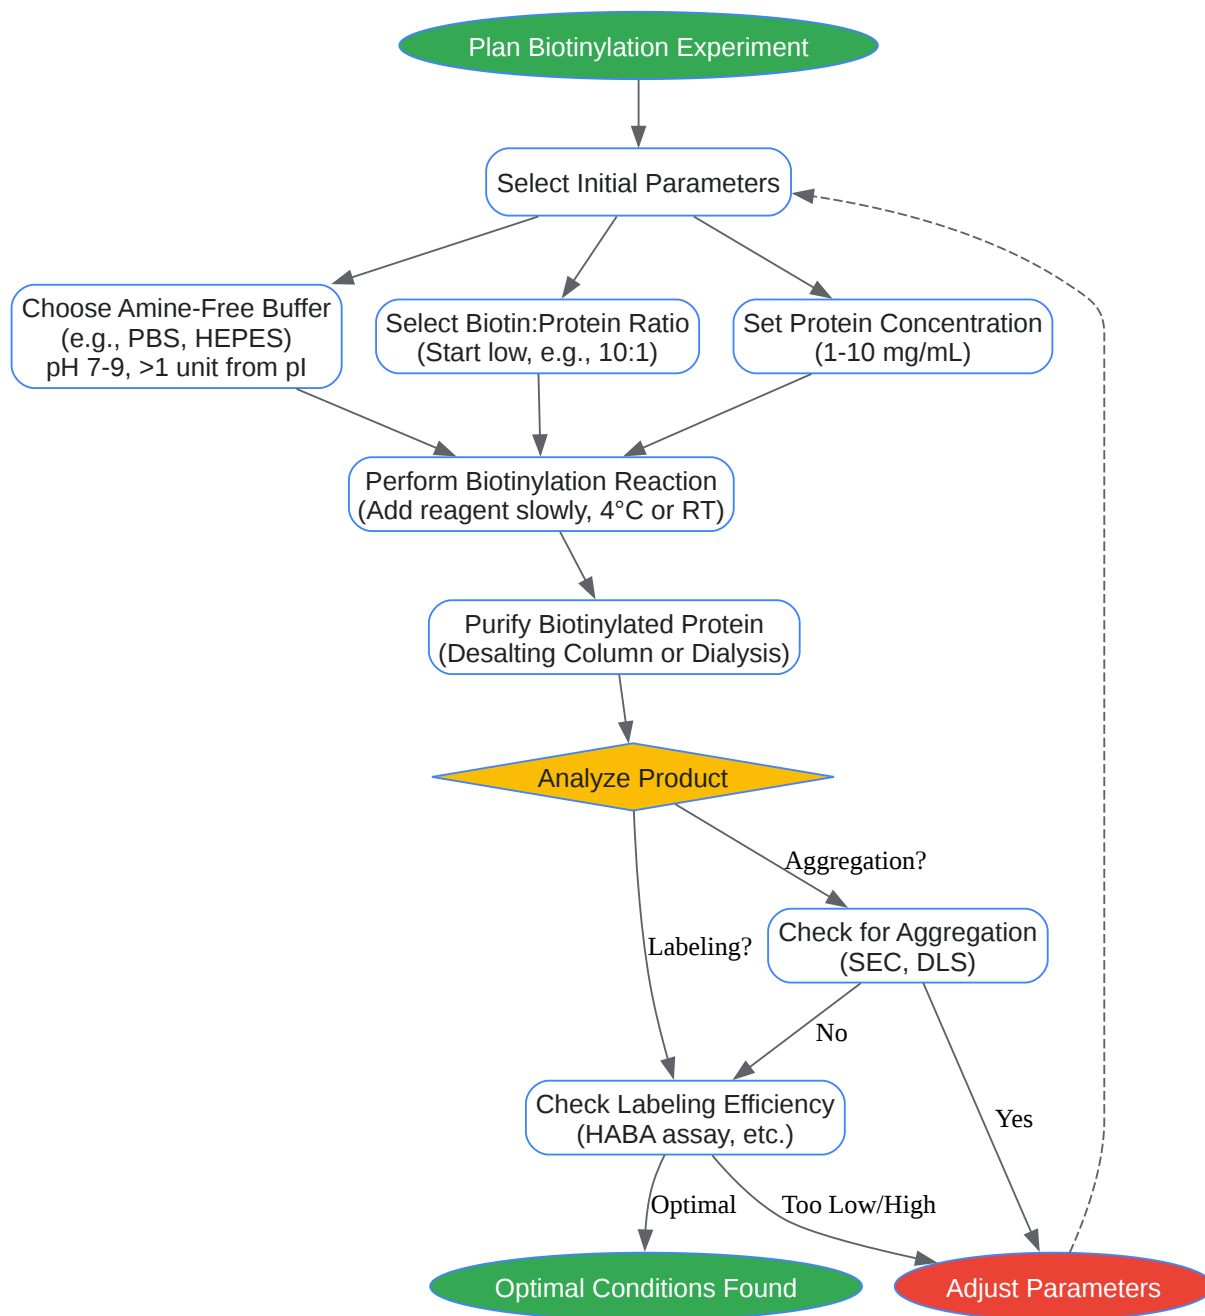 Plan Biotinylation Experiment
Select Initial Parameters
Choose Amine-Free Buffer
(e.g., PBS, HEPES)
pH 7-9, >1 unit from pI
Select Biotin:Protein Ratio
(Start low, e.g., 10:1)
Set Protein Concentration
(1-10 mg/mL)
Perform Biotinylation Reaction
(Add reagent slowly, 4°C or RT)
Purify Biotinylated Protein
(Desalting Column or Dialysis)
Analyze Product
Aggregation?
Labeling?
Check for Aggregation
(SEC, DLS)
No
Yes
Check Labeling Efficiency
(HABA assay, etc.)
Optimal
Too Low/High
Optimal Conditions Found
Adjust Parameters